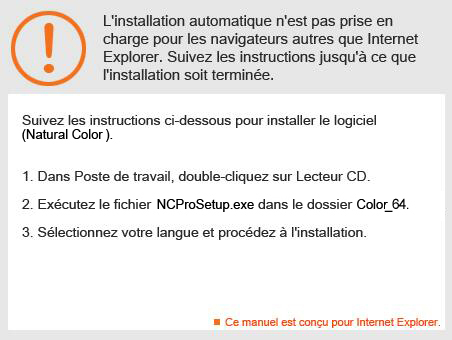 L'installation automatique n'est pas prise en
charge pour les navigateurs autres que Internet
Explorer. Suivez les instructions jusqu'à ce que
l'installation soit terminée.
Suivez les instructions ci-dessous pour installer le logiciel
(Natural Color ).
1. Dans Poste de travail, double-cliquez sur Lecteur CD.
2. Exécutez le fichier NCProSetup.exe dans le dossier Color_64.
3. Sélectionnez votre langue et procédez à l'installation.
Ce manuel est conçu pour Internet Explorer.